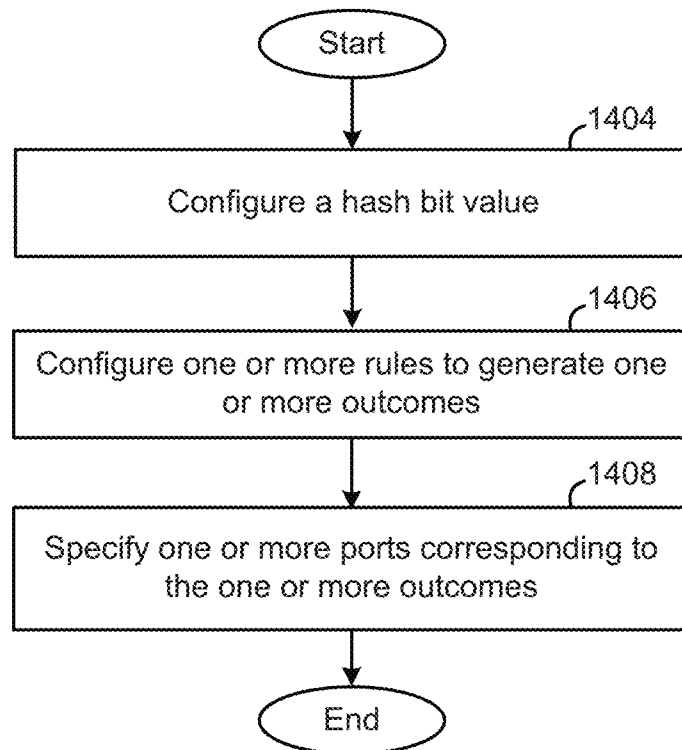 Start
1404
Configure a hash bit value
1406
Configure one or more rules to generate one
or more outcomes
1408
Specify one or more ports corresponding to
the one or more outcomes
End